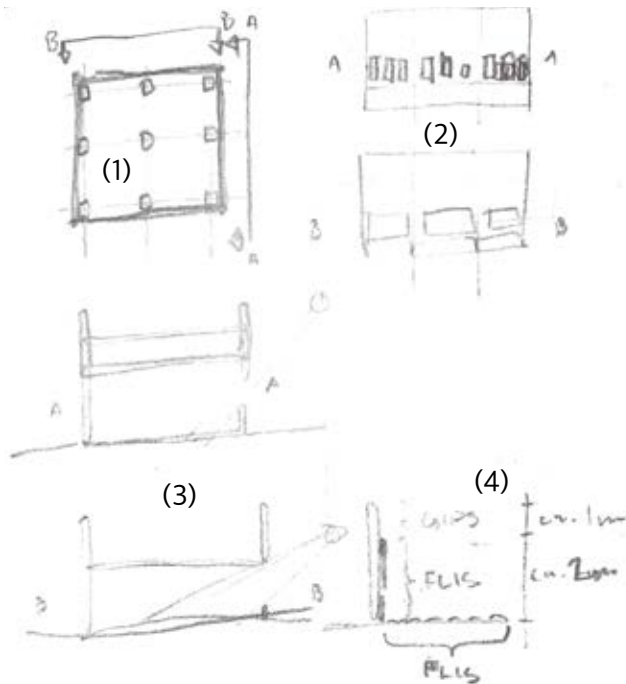 B B A
(1)
A
A A
(2)
B B
A A
(3)
B B
(4)
GIPS ca. 1m
FLIS ca. 2m
FLIS